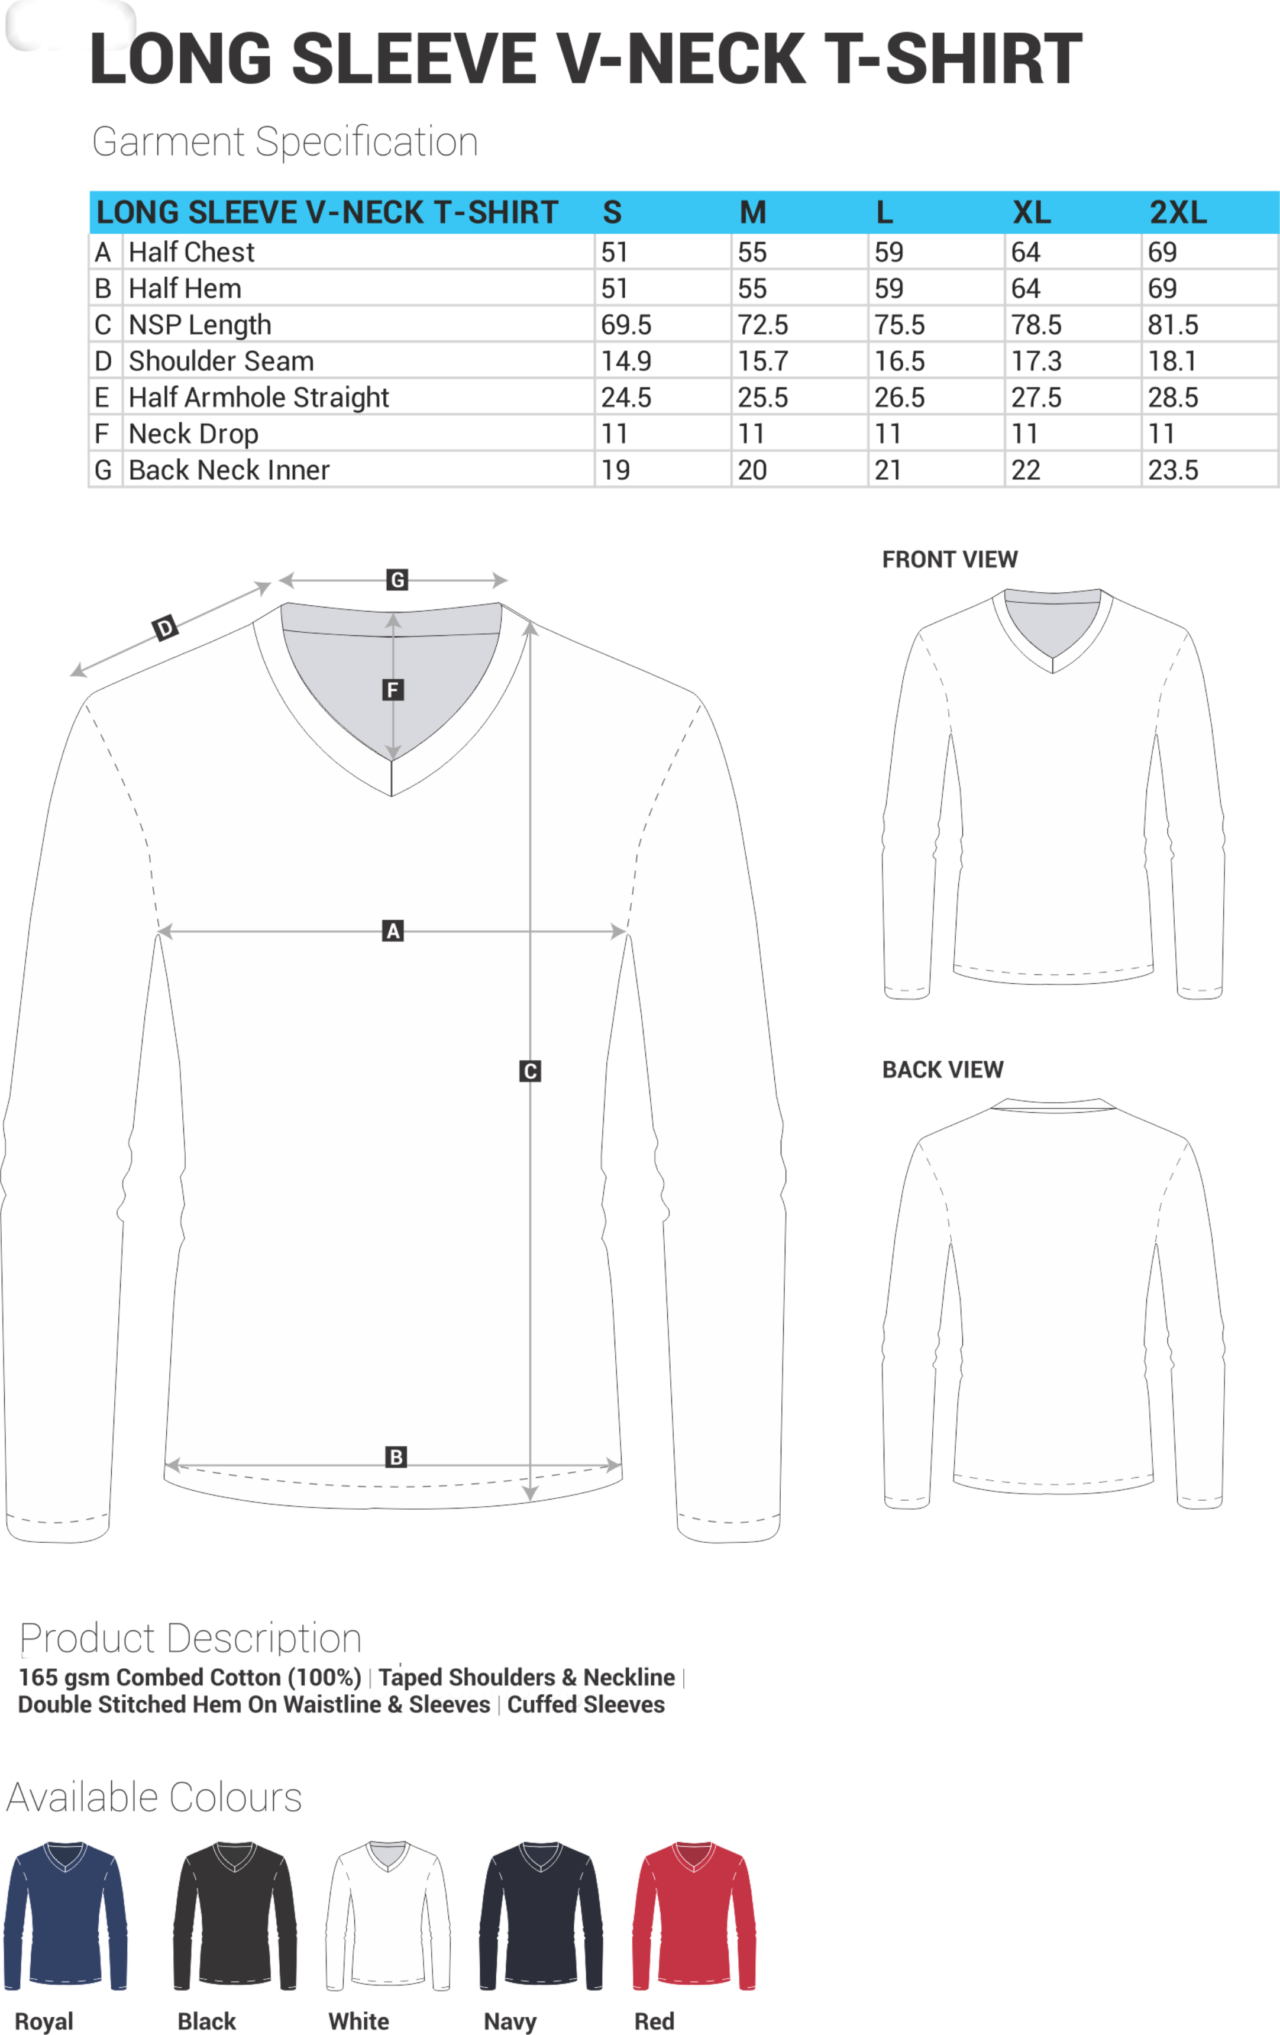 LONG SLEEVE V-NECK T-SHIRT
Garment Specification
LONG SLEEVE V-NECK T-SHIRT S M L XL 2XL
A Half Chest 51 55 59 64 69
B Half Hem 51 55 59 64 69
C NSP Length 69.5 72.5 75.5 78.5 81.5
D Shoulder Seam 14.9 15.7 16.5 17.3 18.1
E Half Armhole Straight 24.5 25.5 26.5 27.5 28.5
F Neck Drop 11 11 11 11 11
G Back Neck Inner 19 20 21 22 23.5
FRONT VIEW
G
D
F
A
C
BACK VIEW
B
Product Description
165 gsm Combed Cotton (100%) | Taped Shoulders & Neckline |
Double Stitched Hem On Waistline & Sleeves | Cuffed Sleeves
Available Colours
Royal Black White Navy Red